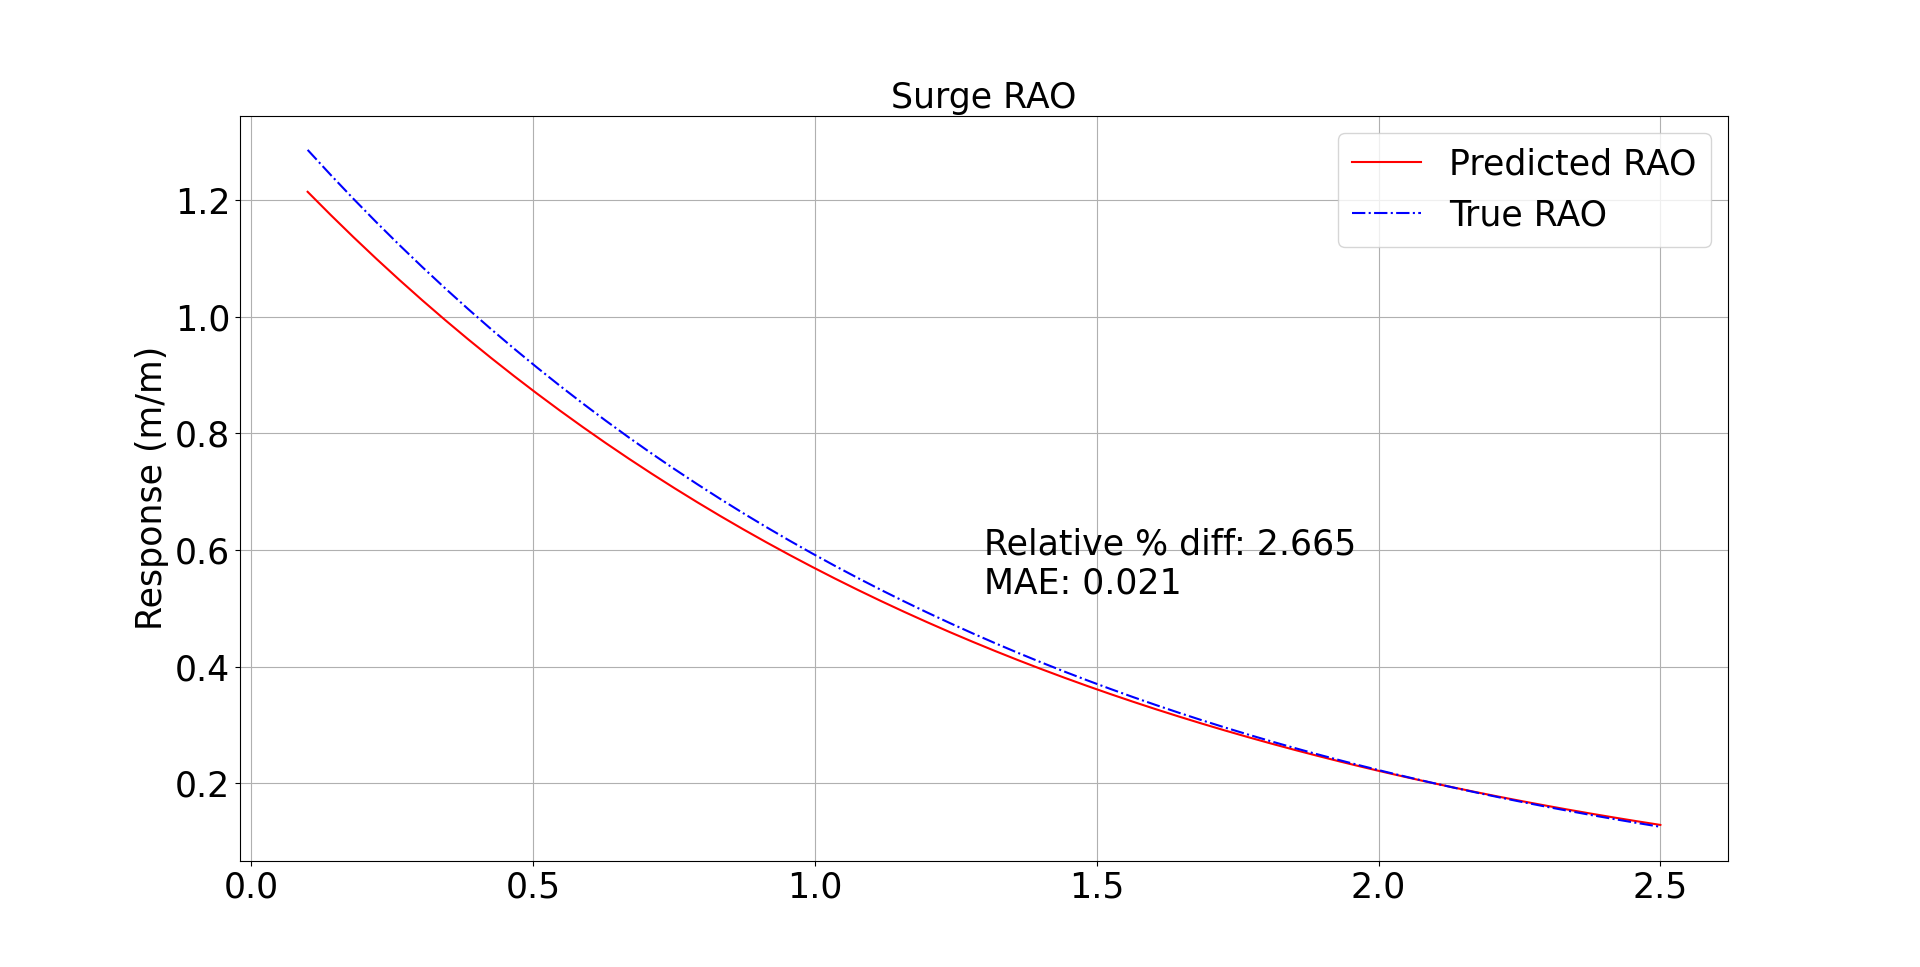 Surge RAO
Predicted RAO
True RAO
Response (m/m)
1.2
1.0
0.8
0.6
0.4
0.2
Relative % diff: 2.665
MAE: 0.021
0.0 0.5 1.0 1.5 2.0 2.5